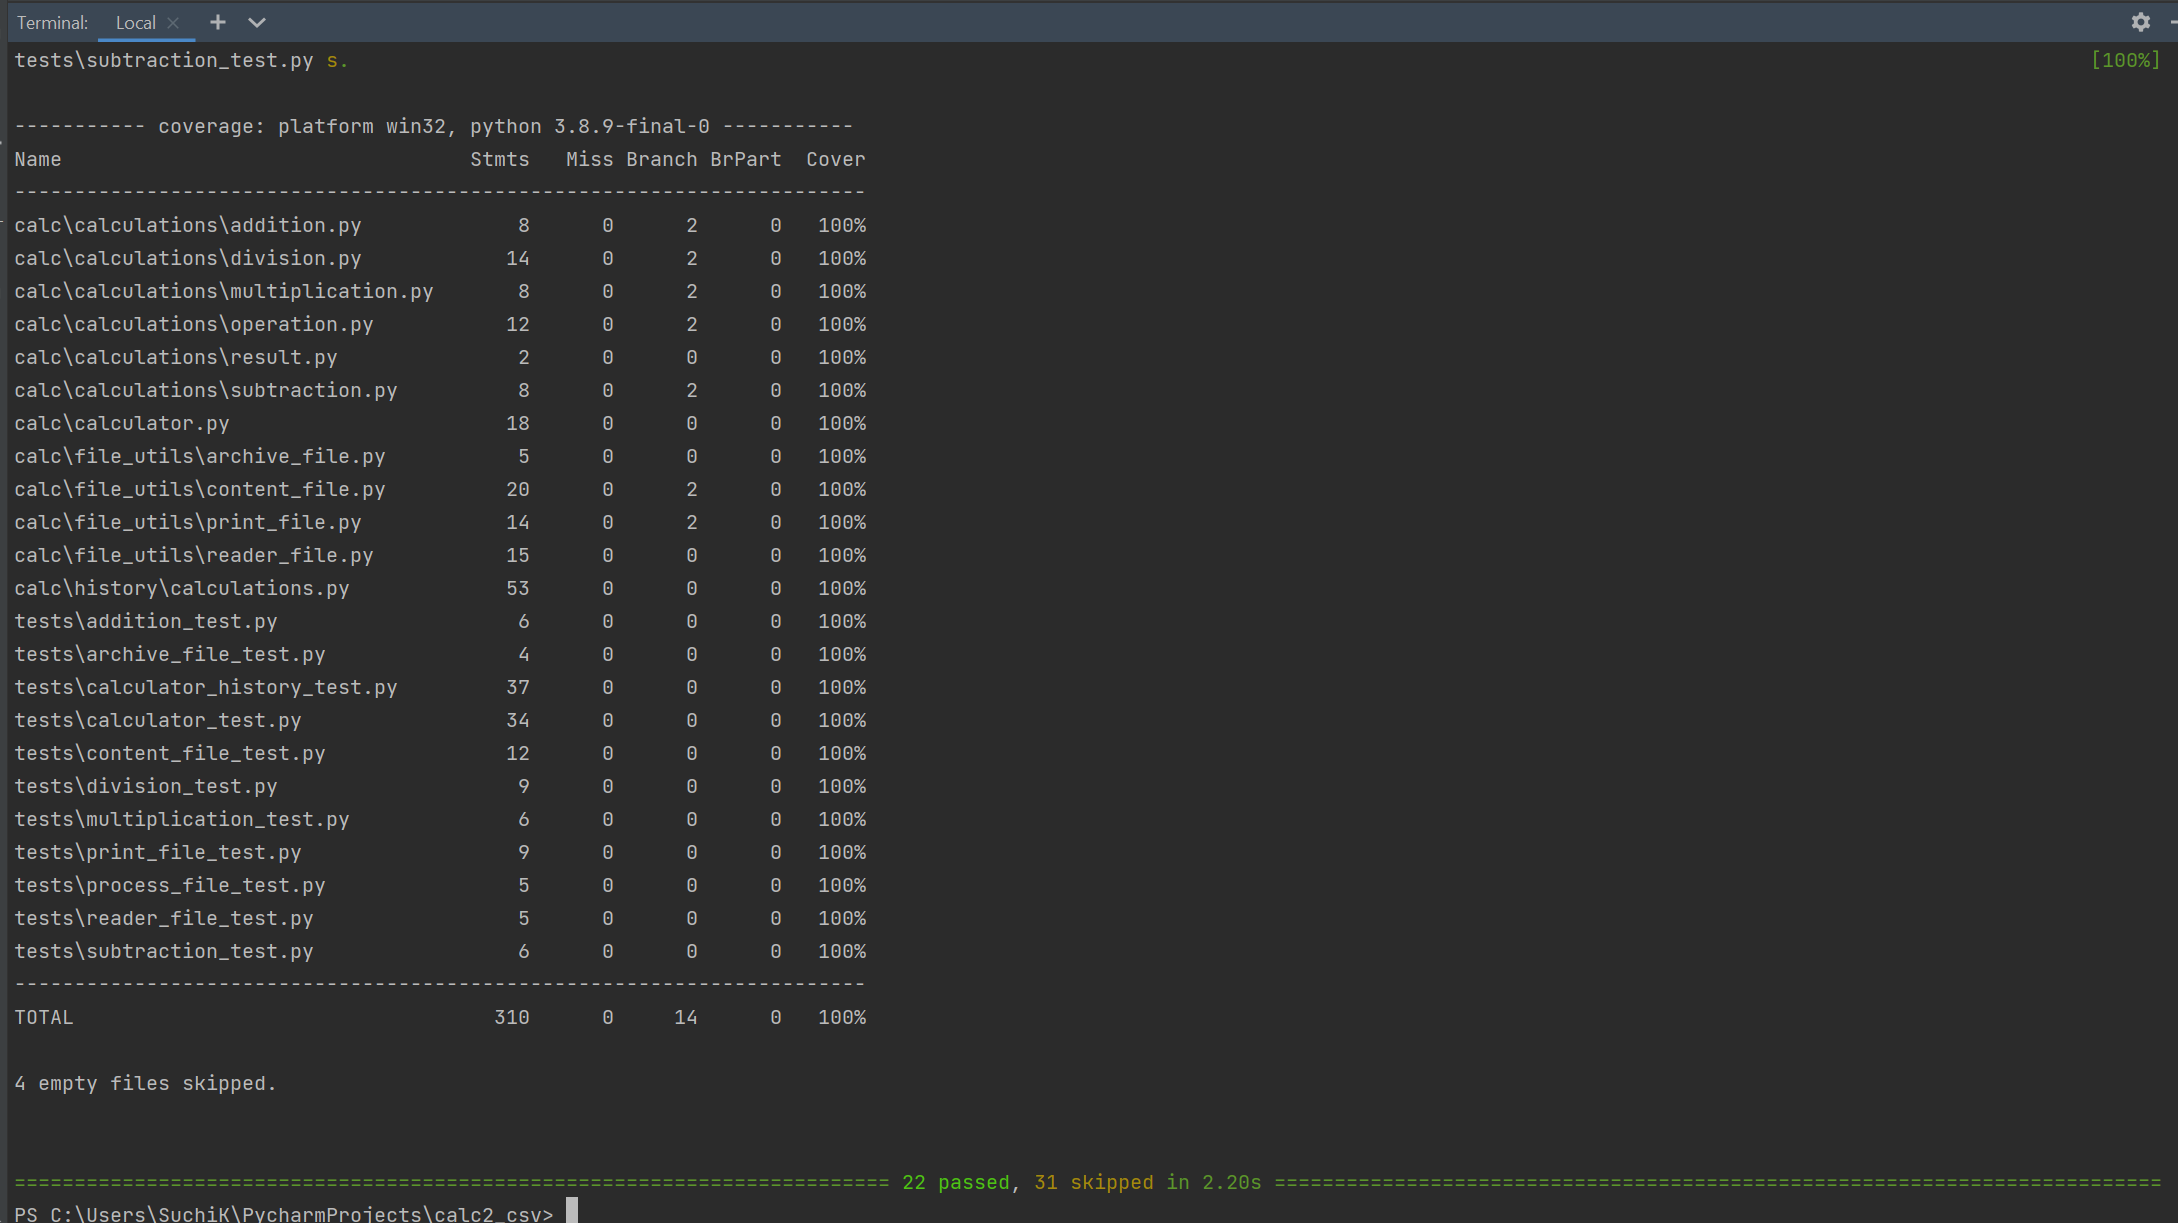 Terminal: Local
tests\subtraction_test.py s. [100%]
----------- coverage: platform win32, python 3.8.9-final-0 -----------
Name Stmts Miss Branch BrPart Cover
-----------------------------------------------------------------------
calc\calculations\addition.py 8 0 2 0 100%
calc\calculations\division.py 14 0 2 0 100%
calc\calculations\multiplication.py 8 0 2 0 100%
calc\calculations\operation.py 12 0 2 0 100%
calc\calculations\result.py 2 0 0 0 100%
calc\calculations\subtraction.py 8 0 2 0 100%
calc\calculator.py 18 0 0 0 100%
calc\file_utils\archive_file.py 5 0 0 0 100%
calc\file_utils\content_file.py 20 0 2 0 100%
calc\file_utils\print_file.py 14 0 2 0 100%
calc\file_utils\reader_file.py 15 0 0 0 100%
calc\history\calculations.py 53 0 0 0 100%
tests\addition_test.py 6 0 0 0 100%
tests\archive_file_test.py 4 0 0 0 100%
tests\calculator_history_test.py 37 0 0 0 100%
tests\calculator_test.py 34 0 0 0 100%
tests\content_file_test.py 12 0 0 0 100%
tests\division_test.py 9 0 0 0 100%
tests\multiplication_test.py 6 0 0 0 100%
tests\print_file_test.py 9 0 0 0 100%
tests\process_file_test.py 5 0 0 0 100%
tests\reader_file_test.py 5 0 0 0 100%
tests\subtraction_test.py 6 0 0 0 100%
-----------------------------------------------------------------------
TOTAL 310 0 14 0 100%
4 empty files skipped.
========================================================================= 22 passed, 31 skipped in 2.20s ==========================================================================
PS C:\Users\SuchiK\PycharmProjects\calc2_csv>